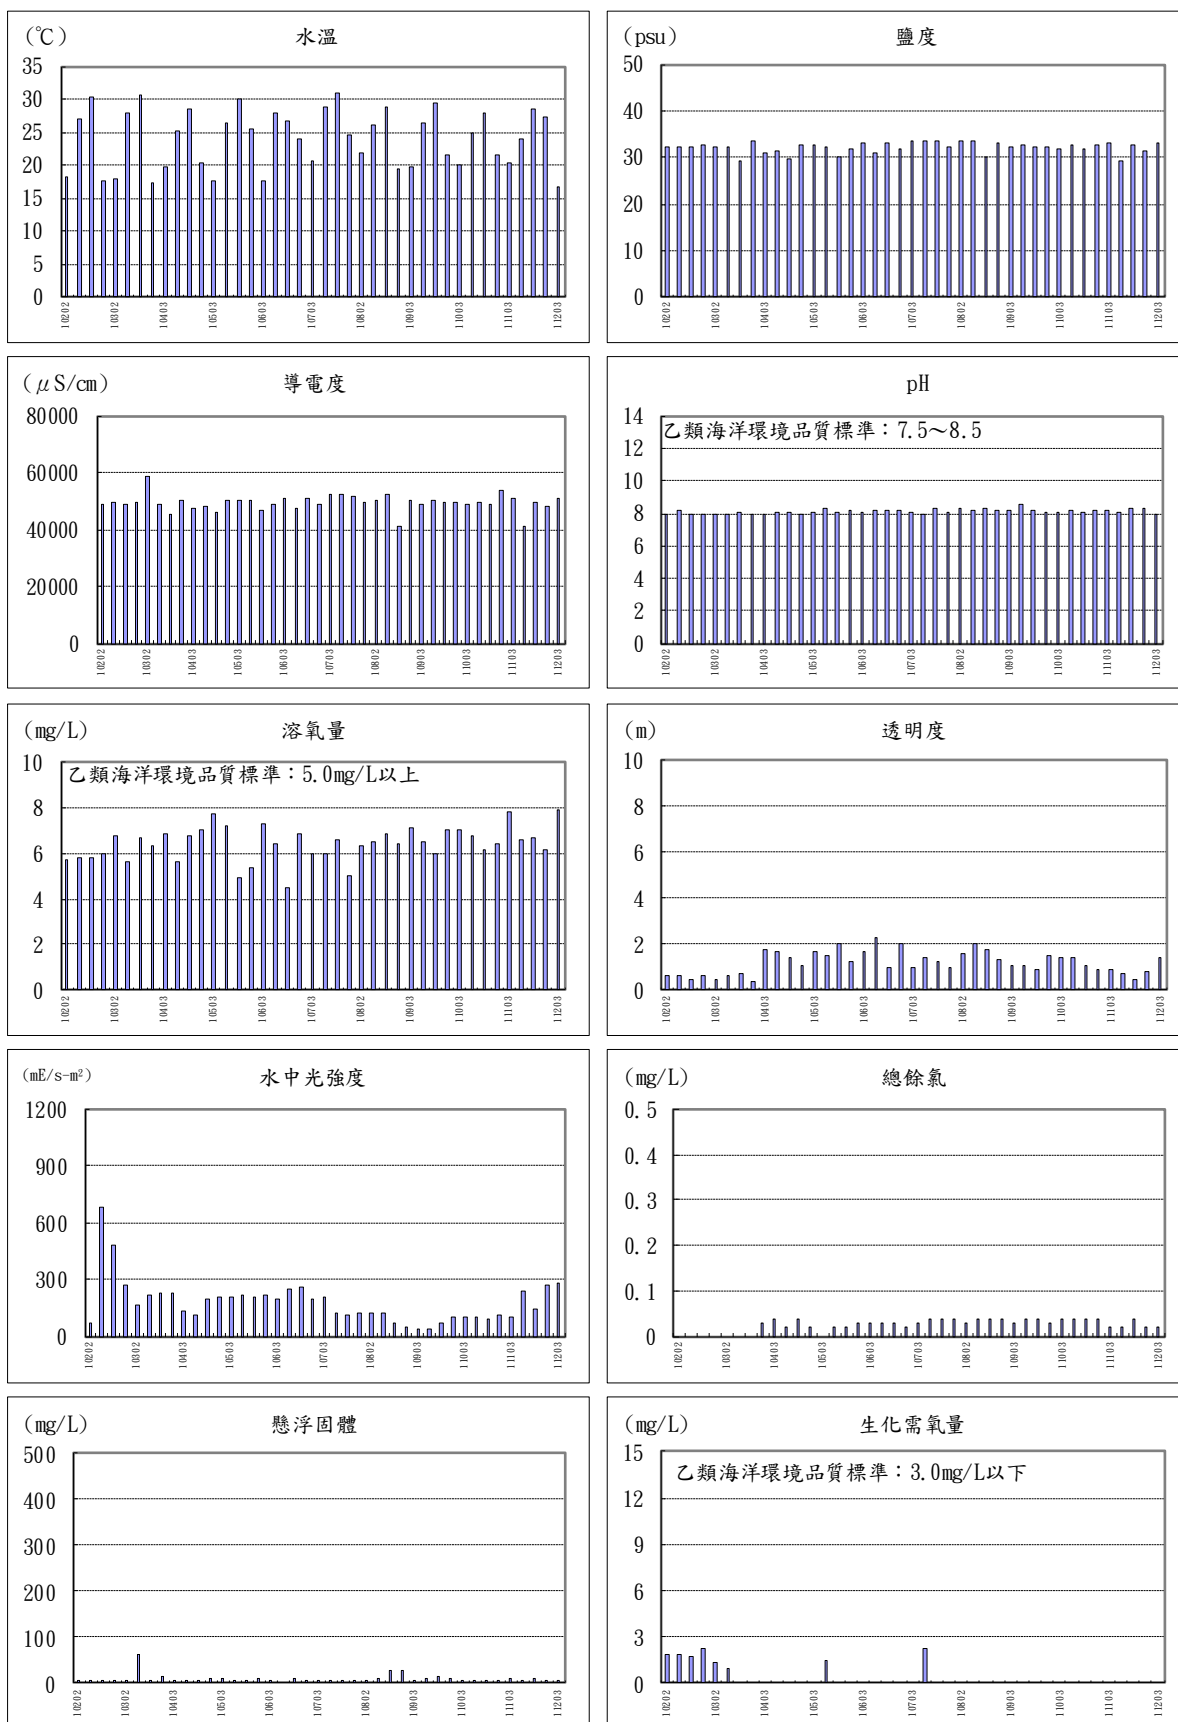 (℃) 水溫
35
30
25
20
15
10
5
0
10202 10302 10403 10503 10603 10703 10802 10903 11003 11103 11203
(psu) 鹽度
50
40
30
20
10
0
10202 10302 10403 10503 10603 10703 10802 10903 11003 11103 11203
(μS/cm) 導電度
80000
60000
40000
20000
0
10202 10302 10403 10503 10603 10703 10802 10903 11003 11103 11203
pH
14
乙類海洋環境品質標準：7.5～8.5
12
10
8
6
4
2
0
10202 10302 10403 10503 10603 10703 10802 10903 11003 11103 11203
(mg/L) 溶氧量
10
乙類海洋環境品質標準：5.0mg/L以上
8
6
4
2
0
10202 10302 10403 10503 10603 10703 10802 10903 11003 11103 11203
(m) 透明度
10
8
6
4
2
0
10202 10302 10403 10503 10603 10703 10802 10903 11003 11103 11203
(mE/s-m²) 水中光強度
1200
900
600
300
0
10202 10302 10403 10503 10603 10703 10802 10903 11003 11103 11203
(mg/L) 總餘氯
0.5
0.4
0.3
0.2
0.1
0
10202 10302 10403 10503 10603 10703 10802 10903 11003 11103 11203
(mg/L) 懸浮固體
500
400
300
200
100
0
10202 10302 10403 10503 10603 10703 10802 10903 11003 11103 11203
(mg/L) 生化需氧量
15
乙類海洋環境品質標準：3.0mg/L以下
12
9
6
3
0
10202 10302 10403 10503 10603 10703 10802 10903 11003 11103 11203